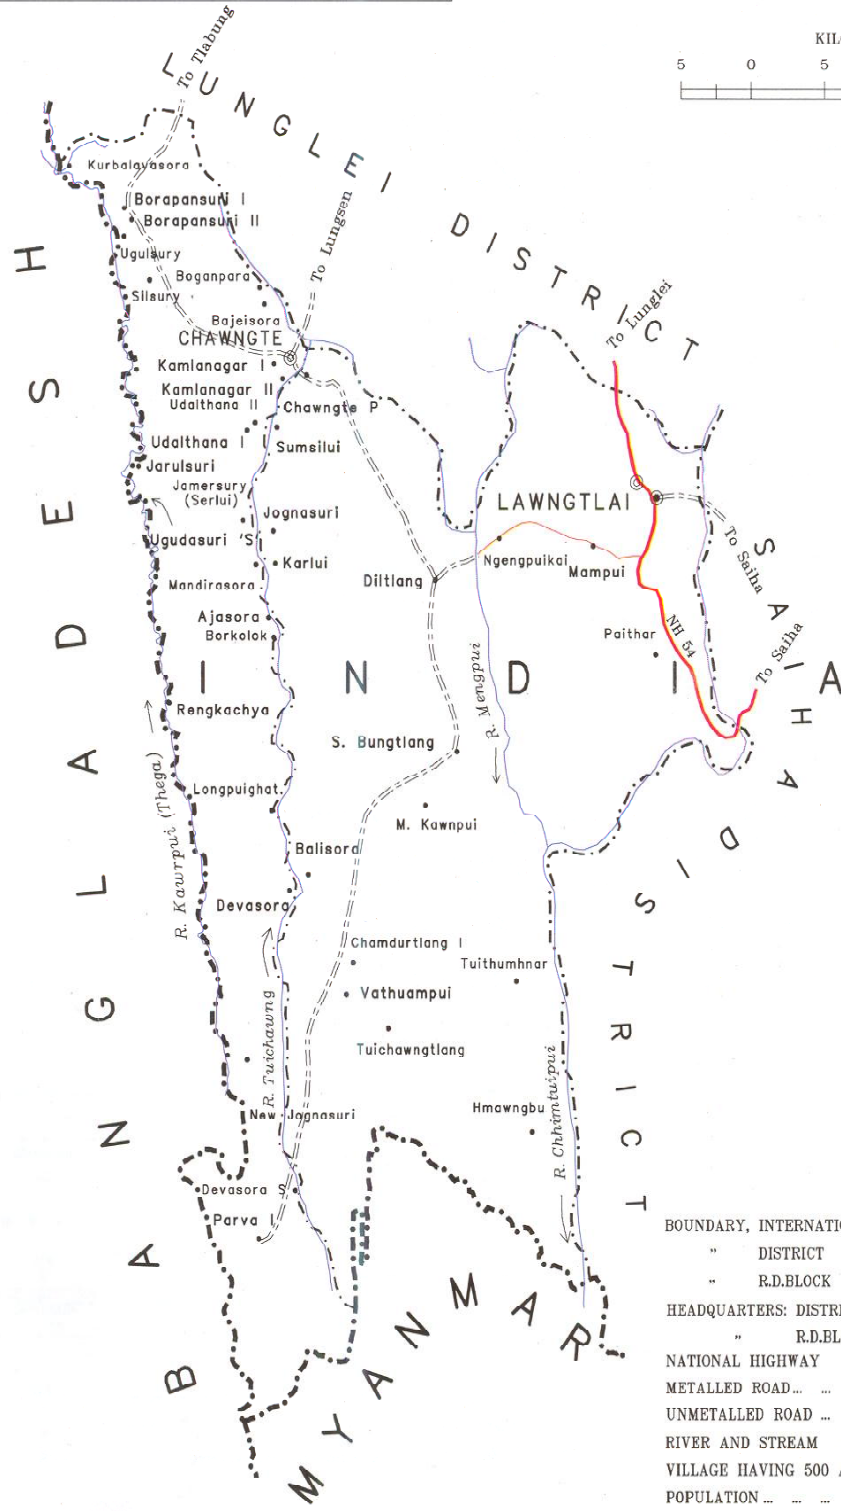 KIL
5 0 5
To Tlabung
LUNGLEI DISTRICT
To Lungsen
To Lunglei
Kurbalavasora
Borapansuri I
Borapansuri II
Ugulsury
Boganpara
Silsury
Bajeisora
CHAWNGTE
Kamlanagar I
Kamlanagar II
Udalthana II
Chawngte P
Udalthana I
Sumsilui
Jarulsuri
Jamersury
(Serlui)
LAWNGTLAI
Jognasuri
To Saiha
Ugudasuri 'S'
Ngengpuikai
Karlui
Mampui
Diltlang
Mandirasora
Ajasora
Borkolok
Paithar
NH 54
To Saiha
INDIA
R. Mengpui
Rengkachya
S. Bungtlang
R. Kawrpui (Thega)
Longpuighat
M. Kawnpui
Balisora
Devasora
SAIHA DISTRICT
Chamdurtlang I
Tuithumhnar
Vathuampui
R. Tuichawng
Tuichawngtlang
New Jognasuri
Hmawngbu
R. Chhimtuipui
Devasora S
Parva I
BANGLADESH
MYANMAR
BOUNDARY, INTERNATIO
" DISTRICT
" R.D.BLOCK
HEADQUARTERS: DISTRI
" R.D.BL
NATIONAL HIGHWAY
METALLED ROAD... ...
UNMETALLED ROAD ...
RIVER AND STREAM
VILLAGE HAVING 500 A
POPULATION ... ... ...